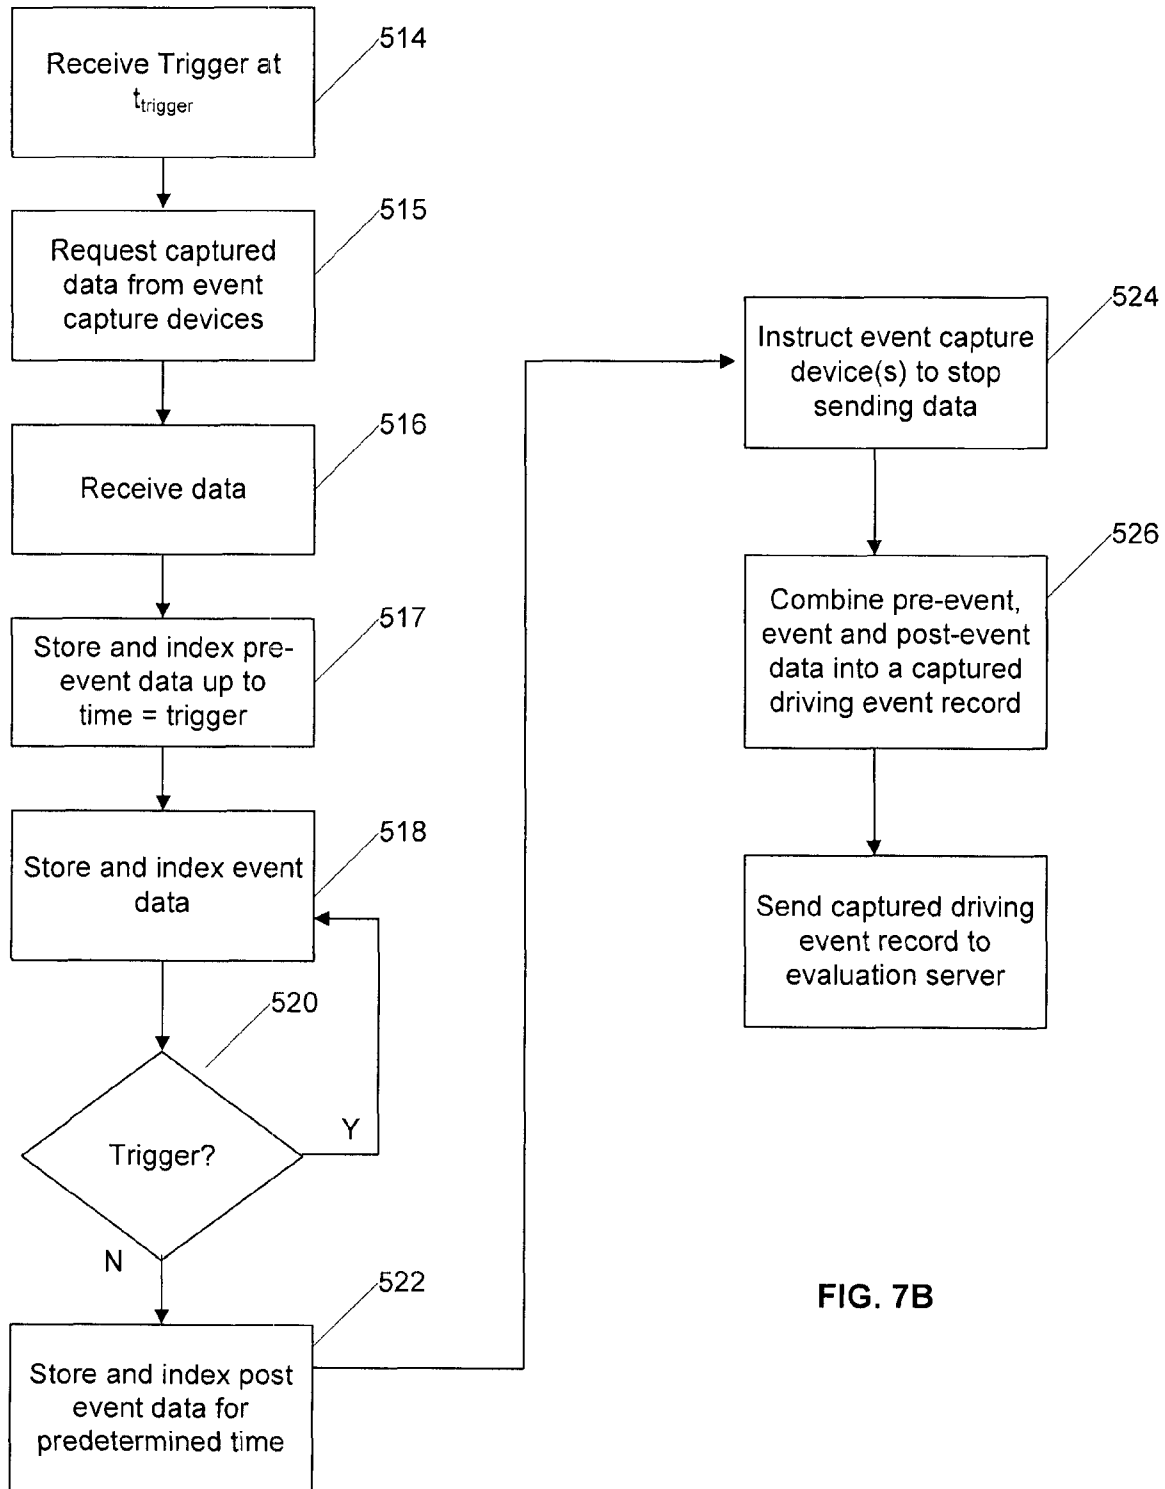 Receive Trigger at
t_trigger
514
Request captured
data from event
capture devices
515
Receive data
516
Store and index pre-
event data up to
time = trigger
517
Store and index event
data
518
Trigger?
520
Y
N
Store and index post
event data for
predetermined time
522
Instruct event capture
device(s) to stop
sending data
524
Combine pre-event,
event and post-event
data into a captured
driving event record
526
Send captured driving
event record to
evaluation server
FIG. 7B